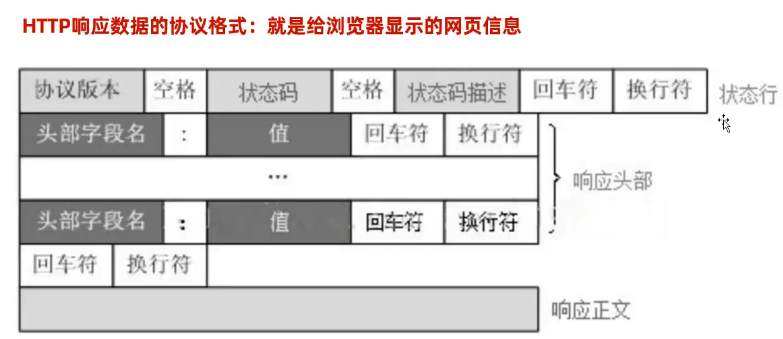 HTTP响应数据的协议格式：就是给浏览器显示的网页信息
协议版本 空格 状态码 空格 状态码描述 回车符 换行符 状态行
头部字段名 : 值 回车符 换行符
... 响应头部
头部字段名 : 值 回车符 换行符
回车符 换行符
响应正文